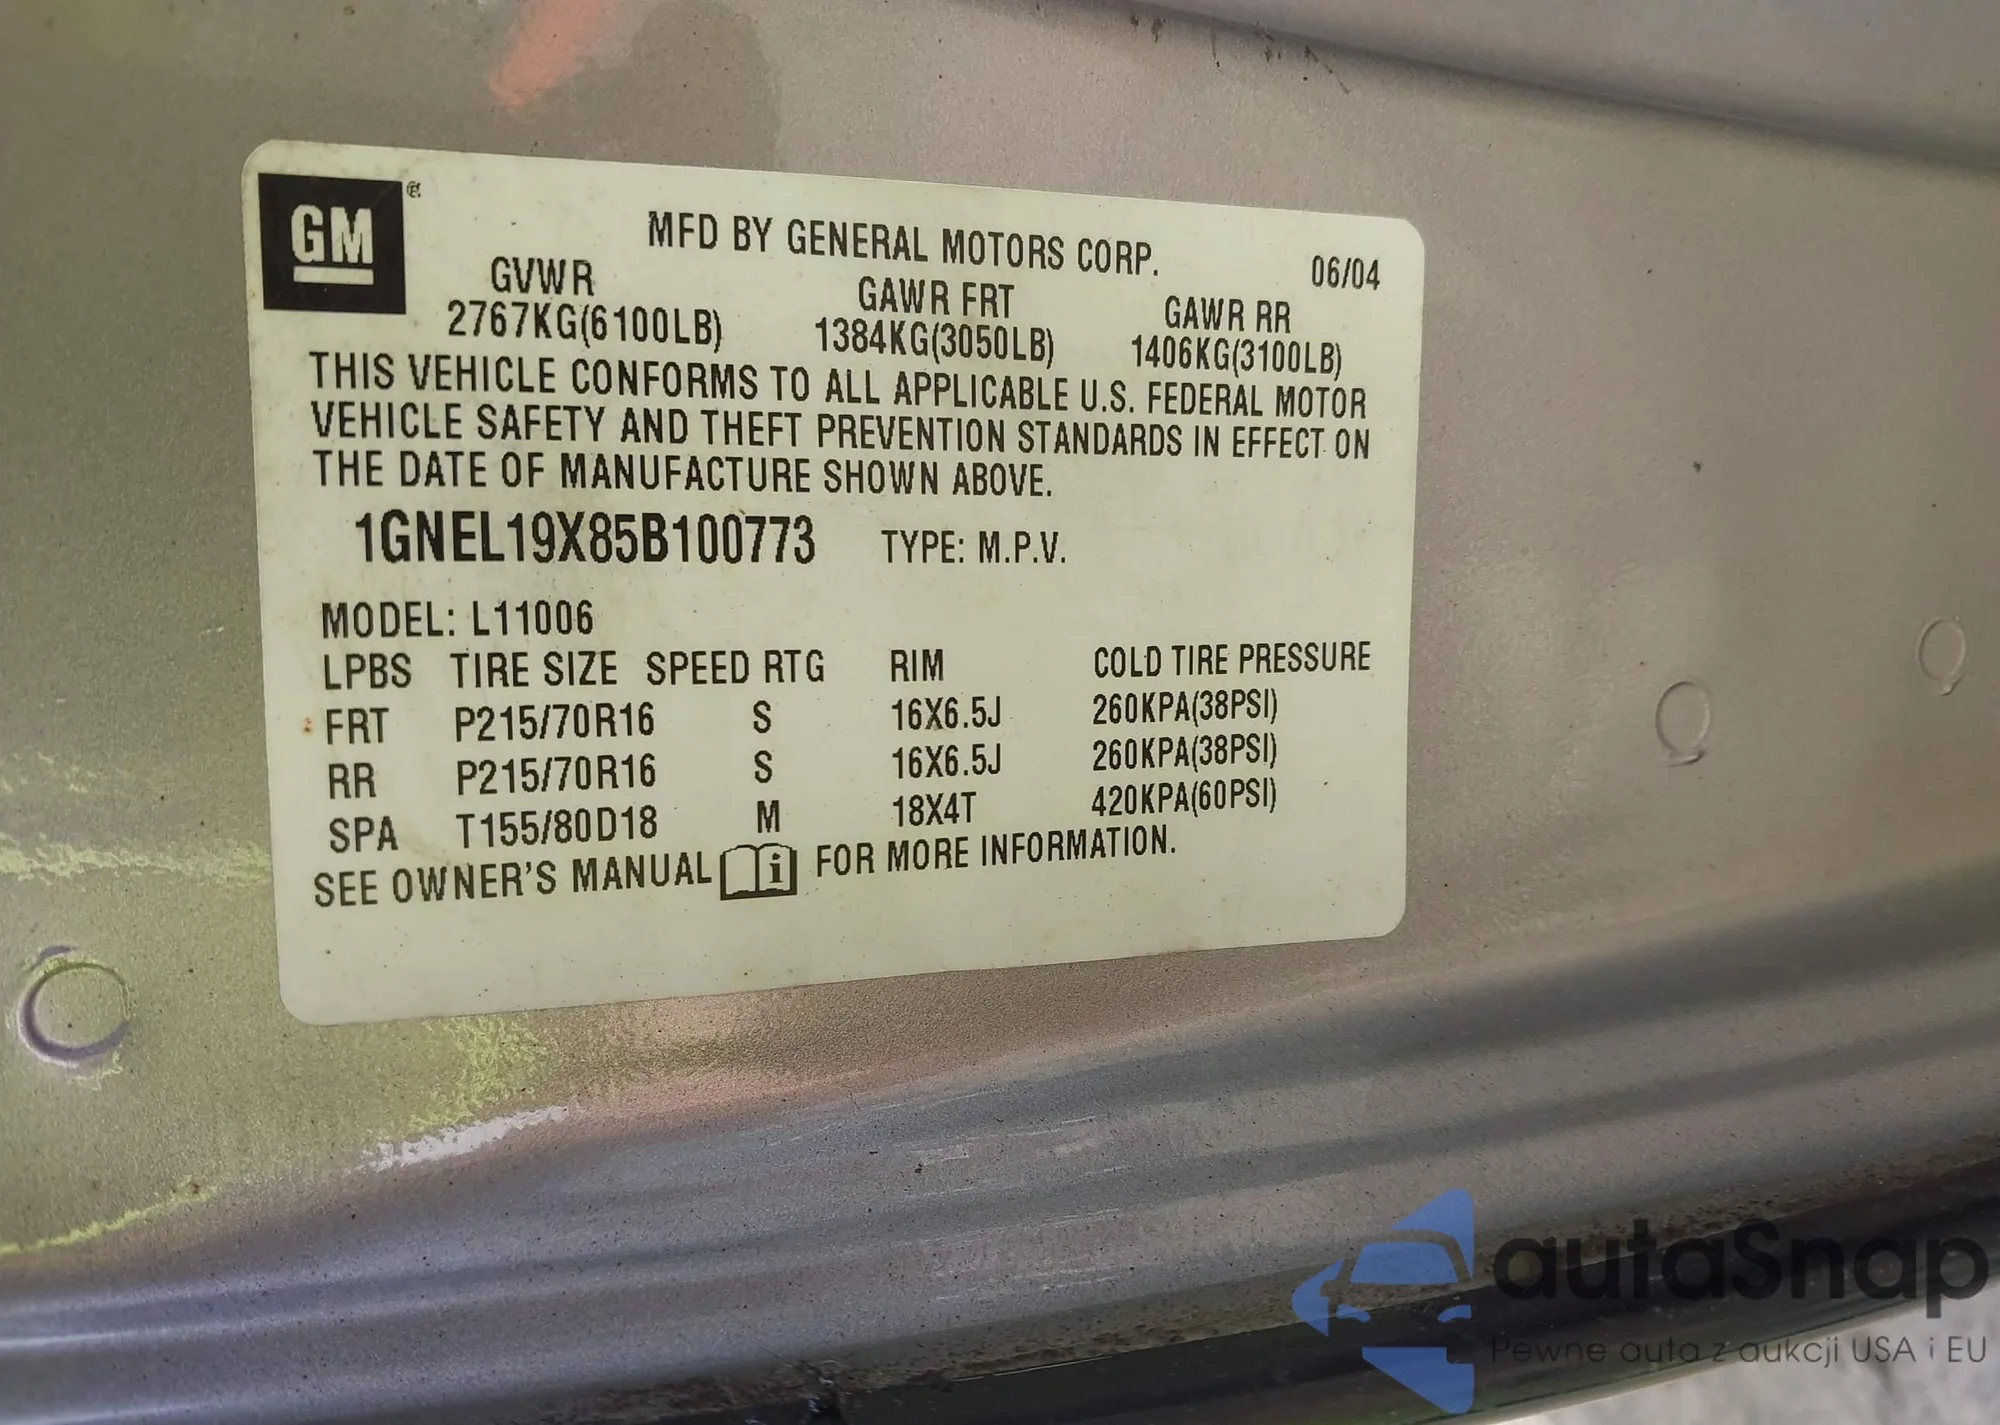 GM ®
MFD BY GENERAL MOTORS CORP. 06/04
GVWR GAWR FRT GAWR RR
2767KG(6100LB) 1384KG(3050LB) 1406KG(3100LB)
THIS VEHICLE CONFORMS TO ALL APPLICABLE U.S. FEDERAL MOTOR
VEHICLE SAFETY AND THEFT PREVENTION STANDARDS IN EFFECT ON
THE DATE OF MANUFACTURE SHOWN ABOVE.
1GNEL19X85B100773 TYPE: M.P.V.
MODEL: L11006
LPBS TIRE SIZE SPEED RTG RIM COLD TIRE PRESSURE
FRT P215/70R16 S 16X6.5J 260KPA(38PSI)
RR P215/70R16 S 16X6.5J 260KPA(38PSI)
SPA T155/80D18 M 18X4T 420KPA(60PSI)
SEE OWNER'S MANUAL i FOR MORE INFORMATION.
autaSnap
Pewne auta z aukcji USA i EU